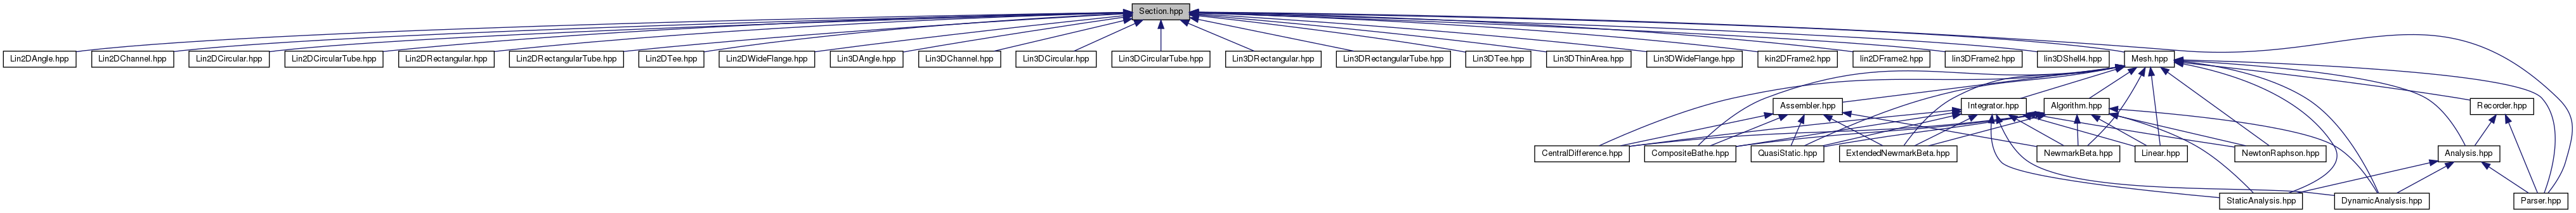 Section.hpp
Lin2DAngle.hpp
Lin2DChannel.hpp
Lin2DCircular.hpp
Lin2DCircularTube.hpp
Lin2DRectangular.hpp
Lin2DRectangularTube.hpp
Lin2DTee.hpp
Lin2DWideFlange.hpp
Lin3DAngle.hpp
Lin3DChannel.hpp
Lin3DCircular.hpp
Lin3DCircularTube.hpp
Lin3DRectangular.hpp
Lin3DRectangularTube.hpp
Lin3DTee.hpp
Lin3DThinArea.hpp
Lin3DWideFlange.hpp
kin2DFrame2.hpp
lin2DFrame2.hpp
lin3DFrame2.hpp
lin3DShell4.hpp
Mesh.hpp
Assembler.hpp
Integrator.hpp
Algorithm.hpp
Recorder.hpp
CentralDifference.hpp
CompositeBathe.hpp
QuasiStatic.hpp
ExtendedNewmarkBeta.hpp
NewmarkBeta.hpp
Linear.hpp
NewtonRaphson.hpp
Analysis.hpp
StaticAnalysis.hpp
DynamicAnalysis.hpp
Parser.hpp